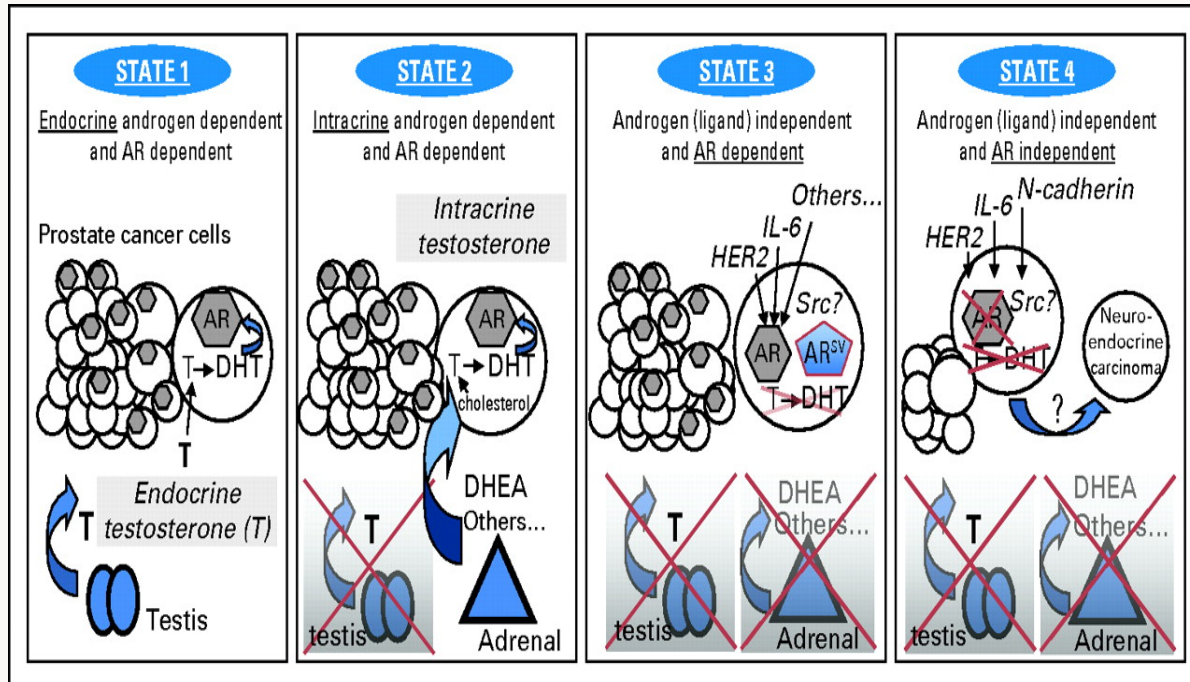 STATE 1
Endocrine androgen dependent
and AR dependent
Prostate cancer cells
AR
T→DHT
T
T
Endocrine
testosterone (T)
Testis
STATE 2
Intracrine androgen dependent
and AR dependent
Intracrine
testosterone
AR
T→DHT
cholesterol
DHEA
Others...
T
testis
Adrenal
STATE 3
Androgen (ligand) independent
and AR dependent
Others...
IL-6
HER2
Src?
AR
ARSV
T→DHT
T
testis
DHEA
Others...
Adrenal
STATE 4
Androgen (ligand) independent
and AR independent
N-cadherin
IL-6
HER2
Src?
AR
T→DHT
Neuro-
endocrine
carcinoma
?
T
testis
DHEA
Others...
Adrenal